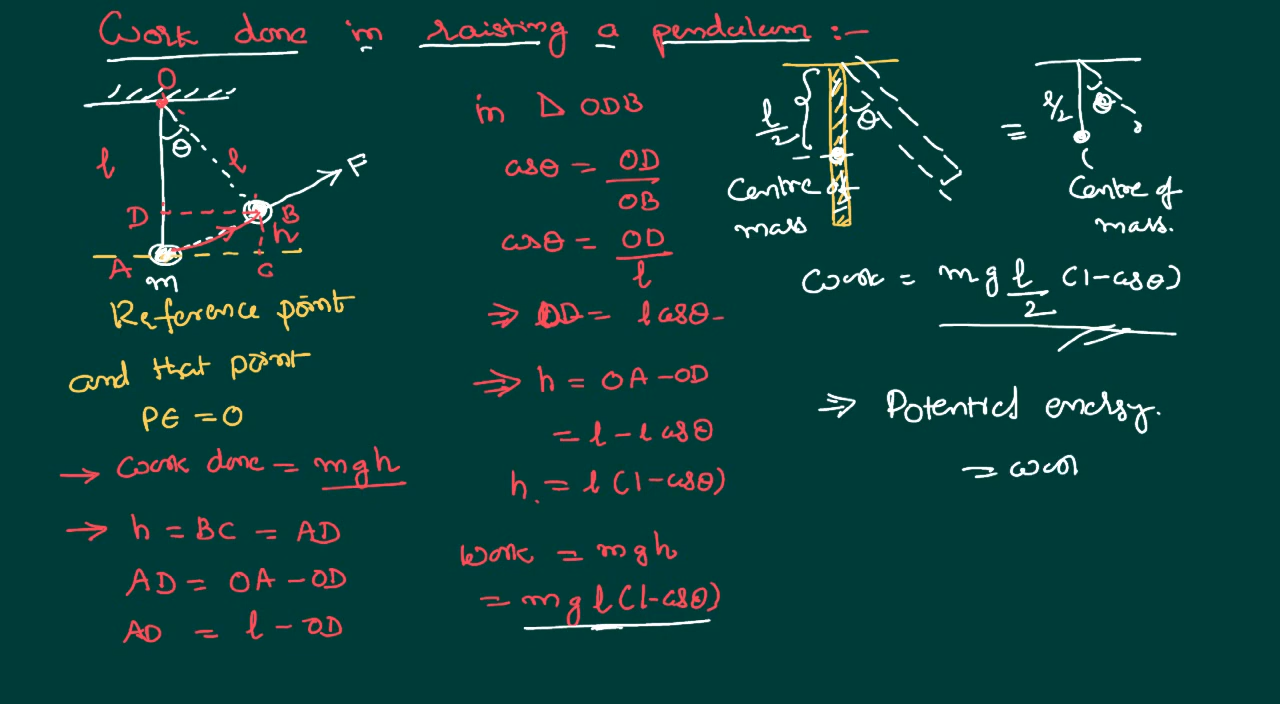 Work done in raisting a pendulum :-
O
θ
l
l
F
D
B
h
A
m
C
Reference point
and that point
PE = 0
→ Work done = mgh
→ h = BC = AD
AD = OA - OD
AD = l - OD
in △ ODB
cosθ = OD/OB
cosθ = OD/l
⇒ OD = l cosθ
⇒ h = OA - OD
= l - l cosθ
h = l (1-cosθ)
Work = mgh
= mgl(1-cosθ)
l/2
θ
Centre of
mass
≡
l/2
θ
Centre of
mass.
Work = mg l/2 (1-cosθ)
⇒ Potential energy.
= wor